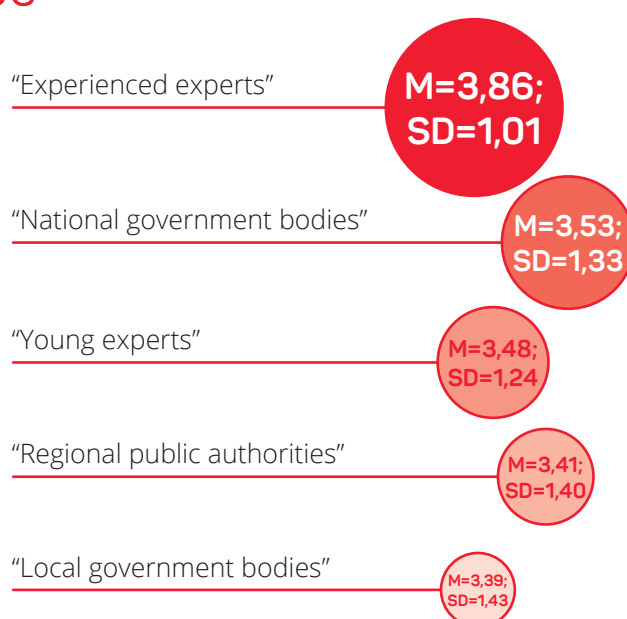 “Experienced experts”
M=3,86;
SD=1,01
“National government bodies”
M=3,53;
SD=1,33
“Young experts”
M=3,48;
SD=1,24
“Regional public authorities”
M=3,41;
SD=1,40
“Local government bodies”
M=3,39;
SD=1,43